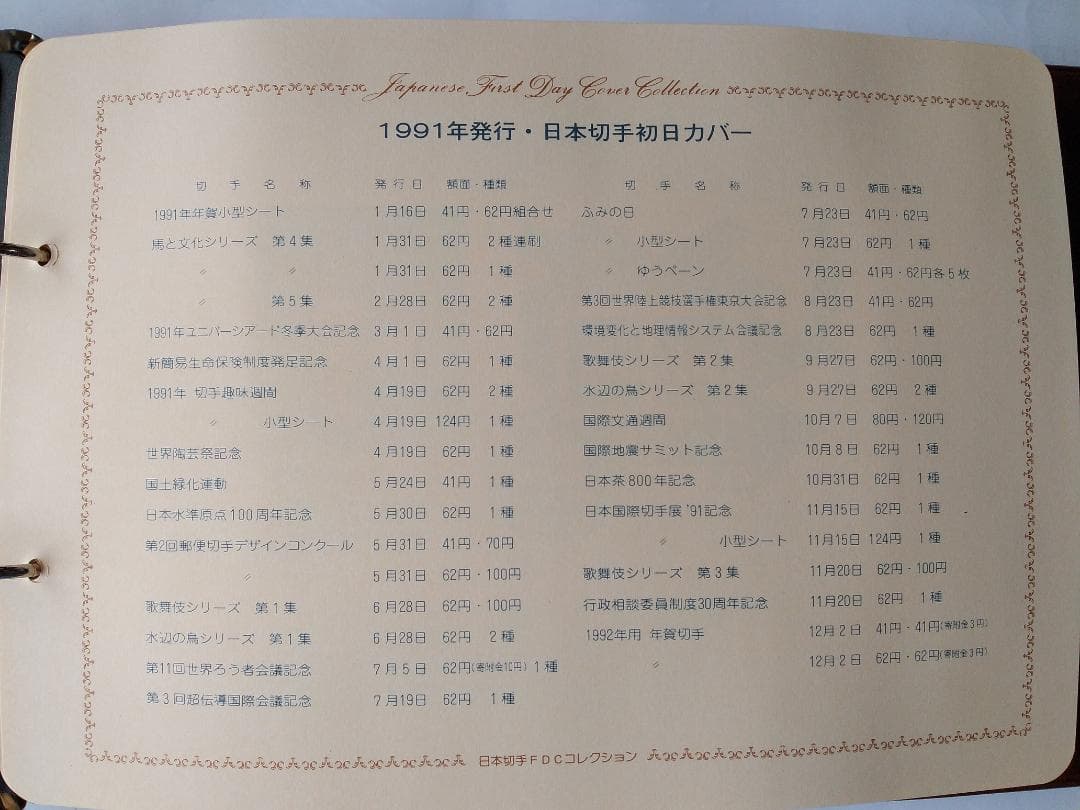 Japanese First Day Cover Collection
1991年発行・日本切手初日カバー
切手名称 発行日 額面・種類
1991年年賀小型シート 1月16日 41円・62円組合せ
馬と文化シリーズ 第4集 1月31日 62円 2種連刷
〃 〃 1月31日 62円 1種
〃 第5集 2月28日 62円 2種
1991年ユニバーシアード冬季大会記念 3月1日 41円・62円
新簡易生命保険制度発足記念 4月1日 62円 1種
1991年 切手趣味週間 4月19日 62円 2種
〃 小型シート 4月19日 124円 1種
世界陶芸祭記念 4月19日 62円 1種
国土緑化運動 5月24日 41円 1種
日本水準原点100周年記念 5月30日 62円 1種
第2回郵便切手デザインコンクール 5月31日 41円・70円
〃 5月31日 62円・100円
歌舞伎シリーズ 第1集 6月28日 62円・100円
水辺の鳥シリーズ 第1集 6月28日 62円 2種
第11回世界ろう者会議記念 7月5日 62円(寄附金10円) 1種
第3回超伝導国際会議記念 7月19日 62円 1種
切手名称 発行日 額面・種類
ふみの日 7月23日 41円・62円
〃 小型シート 7月23日 62円 1種
〃 ゆうペーン 7月23日 41円・62円各5枚
第3回世界陸上競技選手権東京大会記念 8月23日 41円・62円
環境変化と地理情報システム会議記念 8月23日 62円 1種
歌舞伎シリーズ 第2集 9月27日 62円・100円
水辺の鳥シリーズ 第2集 9月27日 62円 2種
国際文通週間 10月7日 80円・120円
国際地震サミット記念 10月8日 62円 1種
日本茶800年記念 10月31日 62円 1種
日本国際切手展'91記念 11月15日 62円 1種
〃 小型シート 11月15日 124円 1種
歌舞伎シリーズ 第3集 11月20日 62円・100円
行政相談委員制度30周年記念 11月20日 62円 1種
1992年用 年賀切手 12月2日 41円・41円(寄附金3円)
〃 12月2日 62円・62円(寄附金3円)
日本切手FDCコレクション